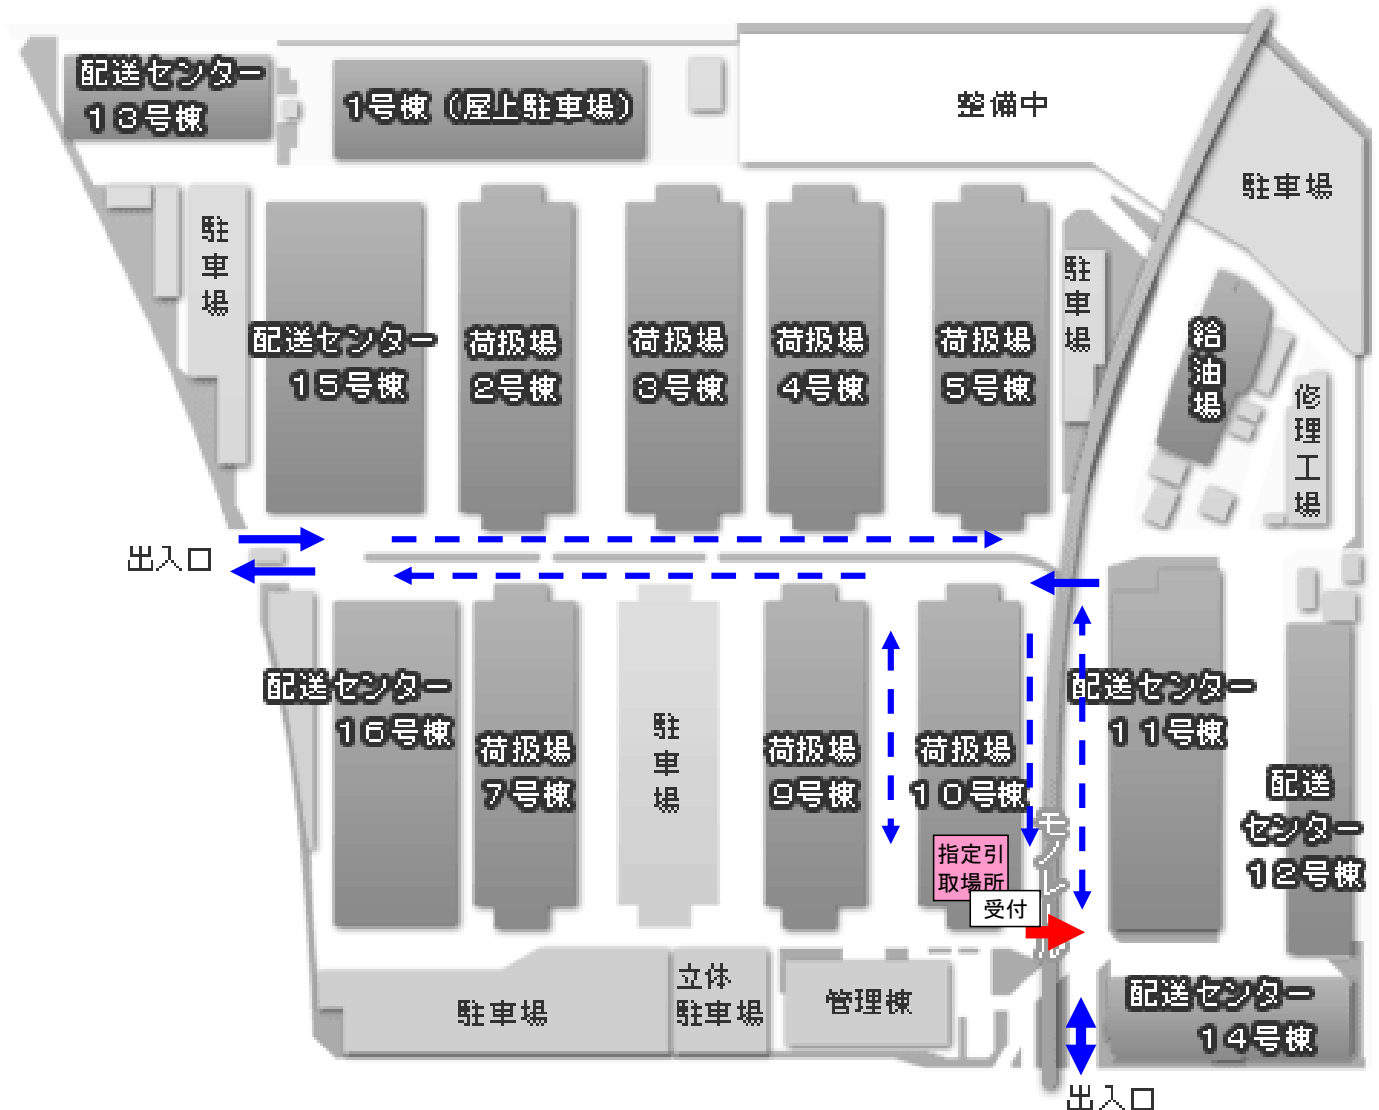 配送センター
１３号棟
１号棟（屋上駐車場）
整備中
駐車場
駐車場
駐車場
配送センター
１５号棟
荷扱場
２号棟
荷扱場
３号棟
荷扱場
４号棟
荷扱場
５号棟
給油場
修理工場
出入口
配送センター
１６号棟
荷扱場
７号棟
駐車場
荷扱場
９号棟
荷扱場
１０号棟
配送センター
１１号棟
配送
センター
１２号棟
モノレール
指定引
取場所
受付
駐車場
立体
駐車場
管理棟
配送センター
１４号棟
出入口